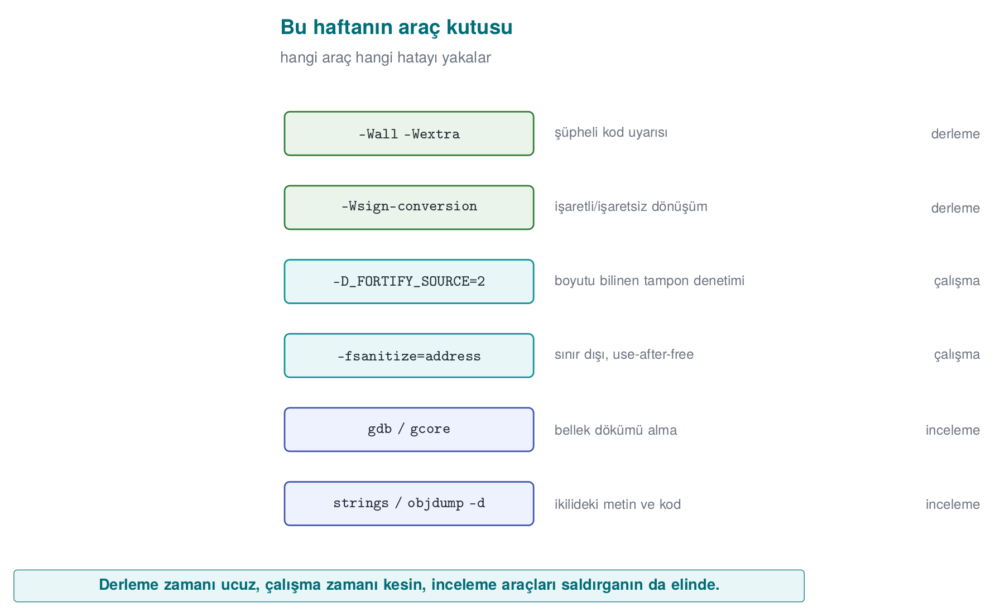 Bu haftanın araç kutusu
hangi araç hangi hatayı yakalar
-Wall -Wextra şüpheli kod uyarısı derleme
-Wsign-conversion işaretli/işaretsiz dönüşüm derleme
-D_FORTIFY_SOURCE=2 boyutu bilinen tampon denetimi çalışma
-fsanitize=address sınır dışı, use-after-free çalışma
gdb / gcore bellek dökümü alma inceleme
strings / objdump -d ikilideki metin ve kod inceleme
Derleme zamanı ucuz, çalışma zamanı kesin, inceleme araçları saldırganın da elinde.